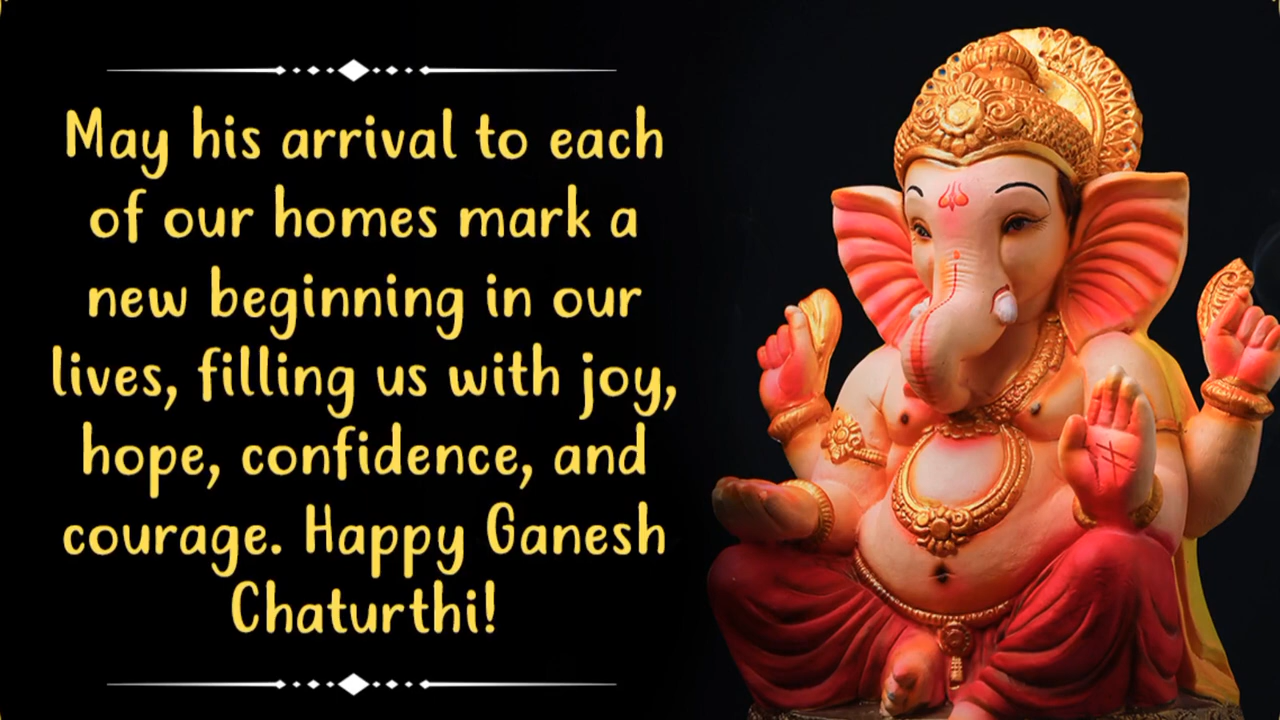 May his arrival to each
of our homes mark a
new beginning in our
lives, filling us with joy,
hope, confidence, and
courage. Happy Ganesh
Chaturthi!